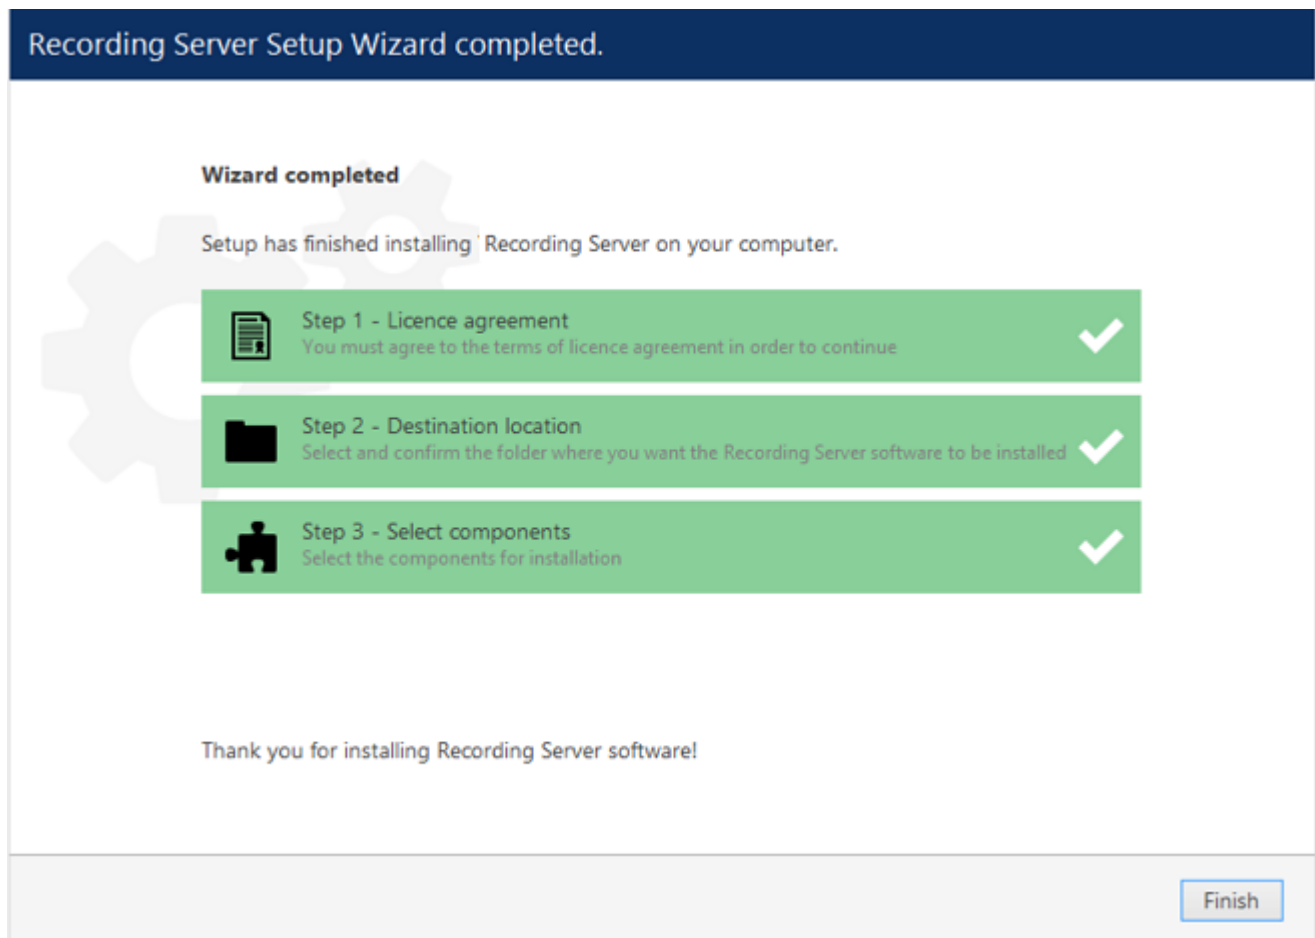 Recording Server Setup Wizard completed.
Wizard completed
Setup has finished installing Recording Server on your computer.
Step 1 - Licence agreement
You must agree to the terms of licence agreement in order to continue
Step 2 - Destination location
Select and confirm the folder where you want the Recording Server software to be installed
Step 3 - Select components
Select the components for installation
Thank you for installing Recording Server software!
Finish